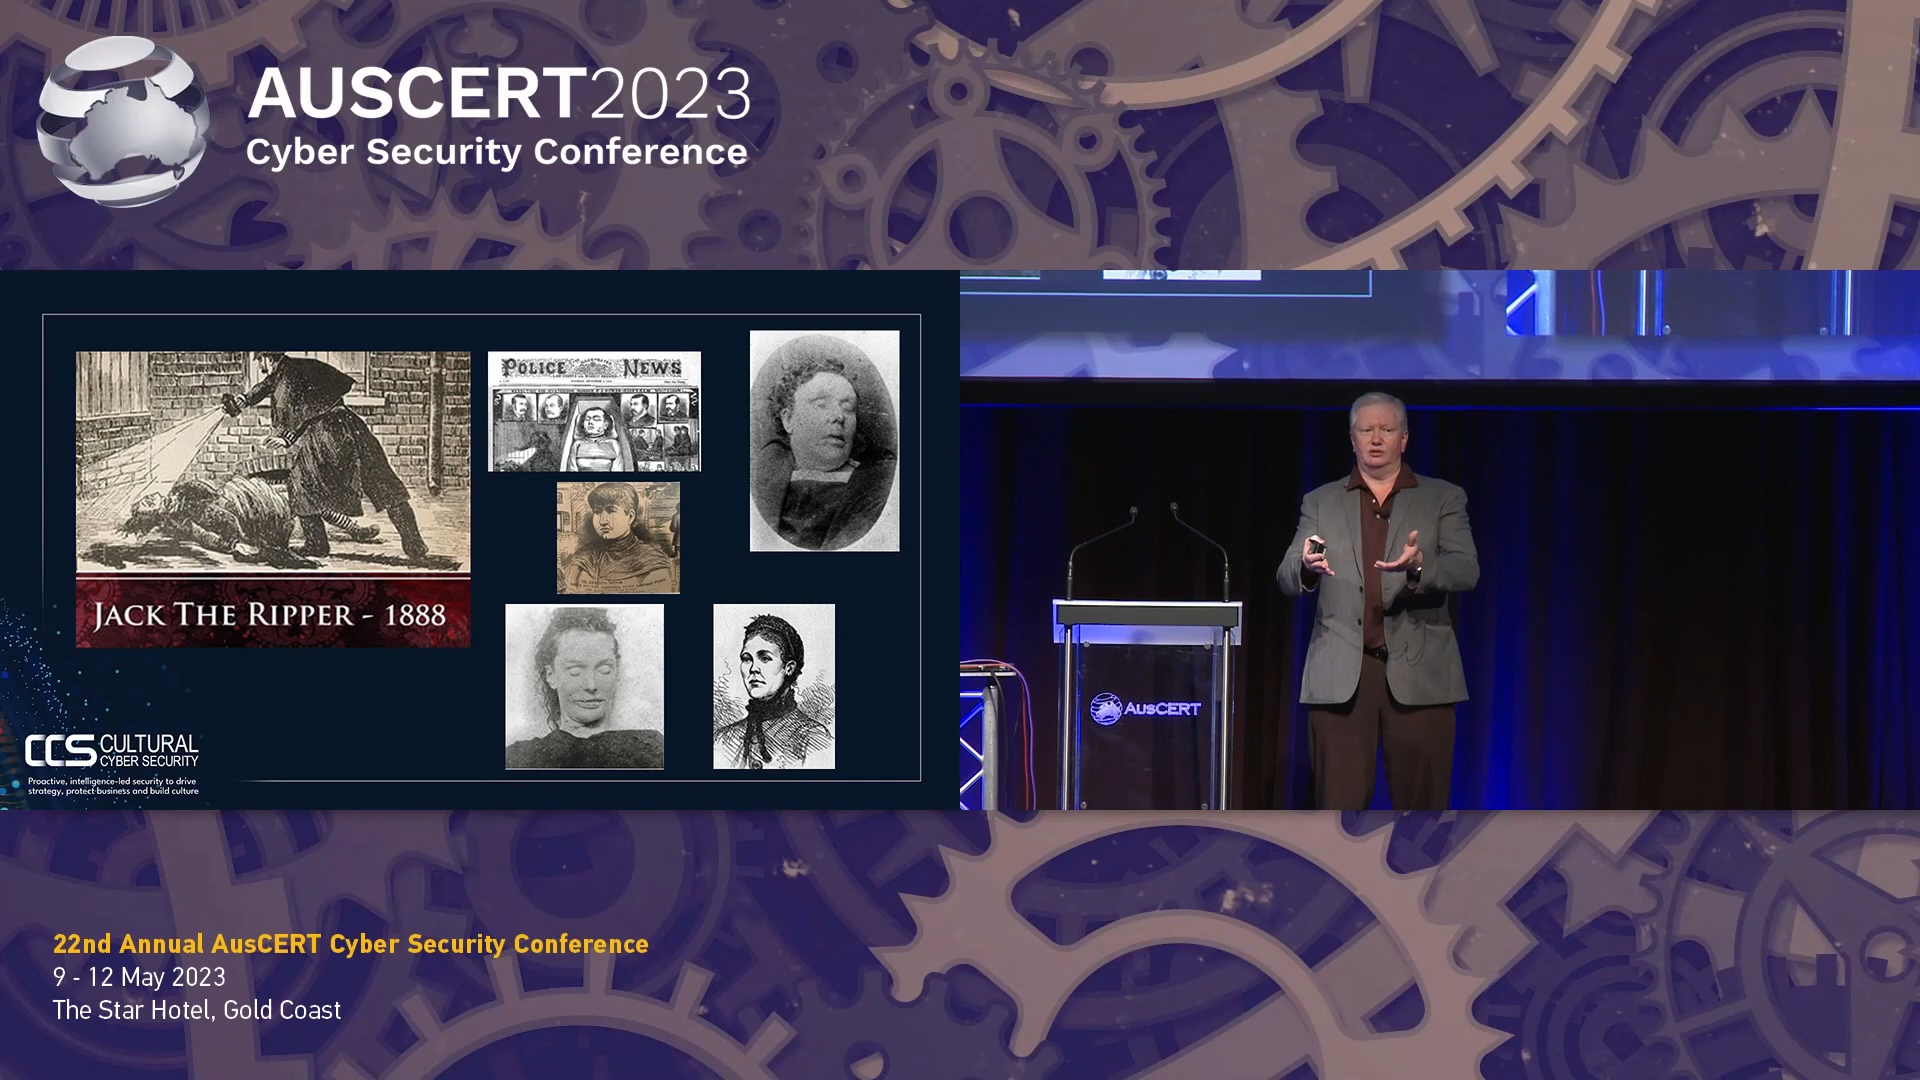 AUSCERT2023
Cyber Security Conference
POLICE NEWS
JACK THE RIPPER - 1888
CCS CULTURAL
CYBER SECURITY
Proactive, intelligence-led security to drive
strategy, protect business and build culture
AUSCERT
22nd Annual AusCERT Cyber Security Conference
9 - 12 May 2023
The Star Hotel, Gold Coast